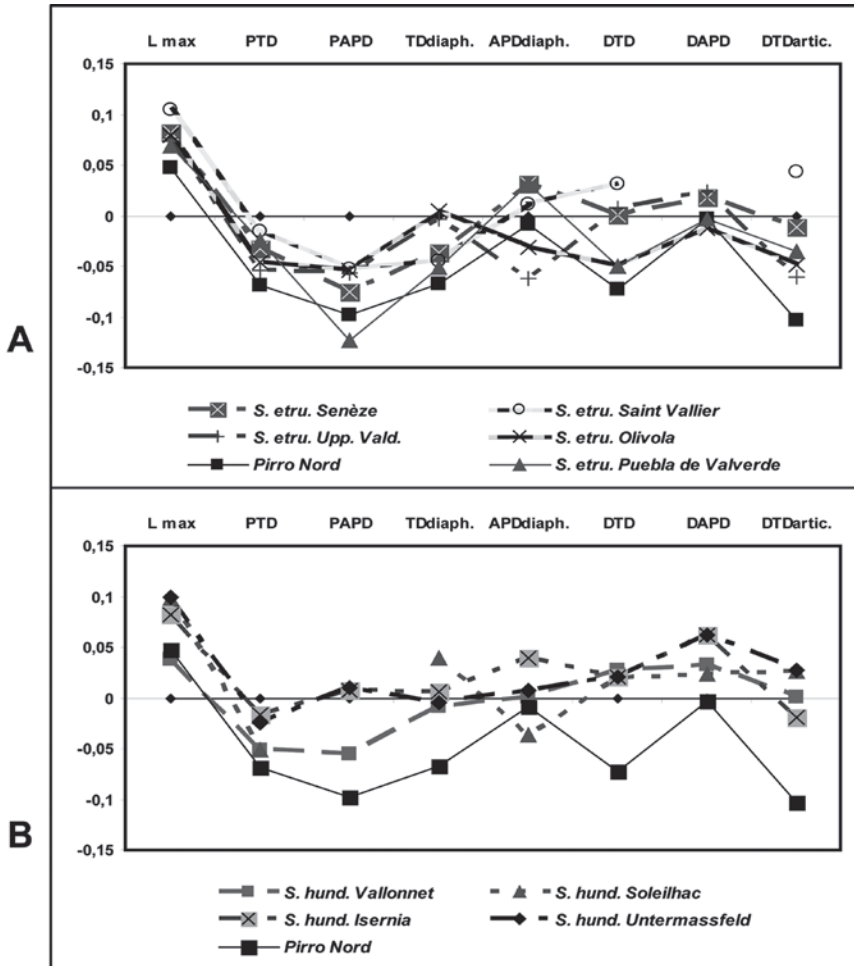 L max PTD PAPD TDdiaph. APDdiaph. DTD DAPD DTDartic.
0,15
0,1
0,05
0
-0,05
-0,1
-0,15
A
S. etru. Senèze S. etru. Saint Vallier
S. etru. Upp. Vald. S. etru. Olivola
Pirro Nord S. etru. Puebla de Valverde
L max PTD PAPD TDdiaph. APDdiaph. DTD DAPD DTDartic.
0,15
0,1
0,05
0
-0,05
-0,1
-0,15
B
S. hund. Vallonnet S. hund. Soleilhac
S. hund. Isernia S. hund. Untermassfeld
Pirro Nord